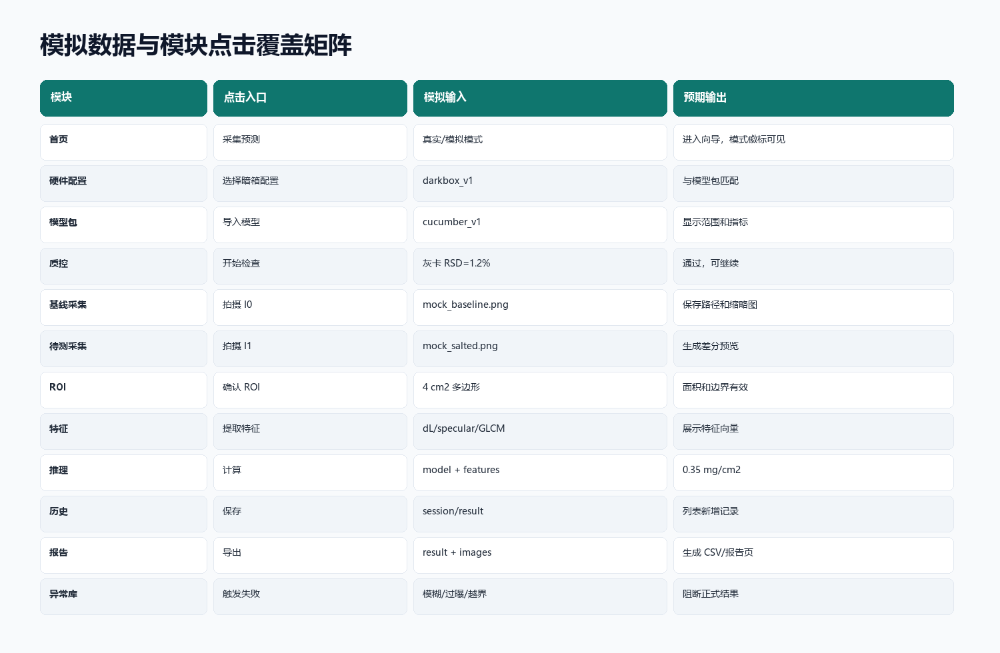 模拟数据与模块点击覆盖矩阵
模块 点击入口 模拟输入 预期输出
首页 采集预测 真实/模拟模式 进入向导，模式徽标可见
硬件配置 选择暗箱配置 darkbox_v1 与模型包匹配
模型包 导入模型 cucumber_v1 显示范围和指标
质控 开始检查 灰卡 RSD=1.2% 通过，可继续
基线采集 拍摄 I0 mock_baseline.png 保存路径和缩略图
待测采集 拍摄 I1 mock_salted.png 生成差分预览
ROI 确认 ROI 4 cm2 多边形 面积和边界有效
特征 提取特征 dL/specular/GLCM 展示特征向量
推理 计算 model + features 0.35 mg/cm2
历史 保存 session/result 列表新增记录
报告 导出 result + images 生成 CSV/报告页
异常库 触发失败 模糊/过曝/越界 阻断正式结果